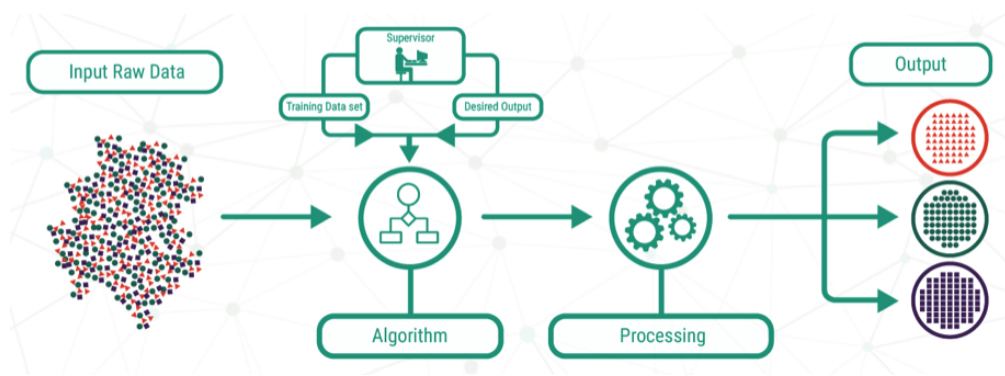 Input Raw Data
Supervisor
Training Data set
Desired Output
Algorithm
Processing
Output